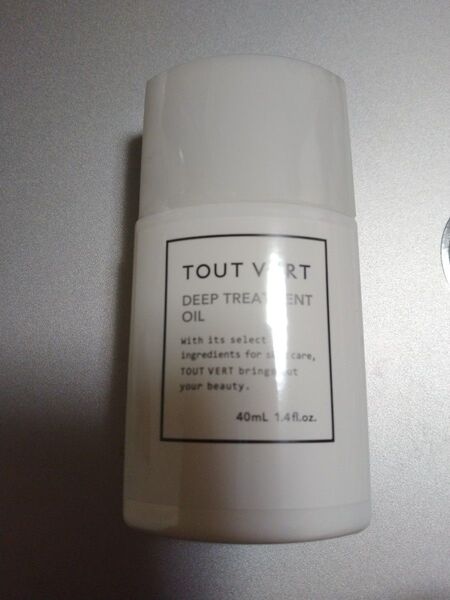 TOUT VERT
DEEP TREATMENT
OIL
With its select
ingredients for skin care,
TOUT VERT brings out
your beauty.
40mL 1.4fl.oz.